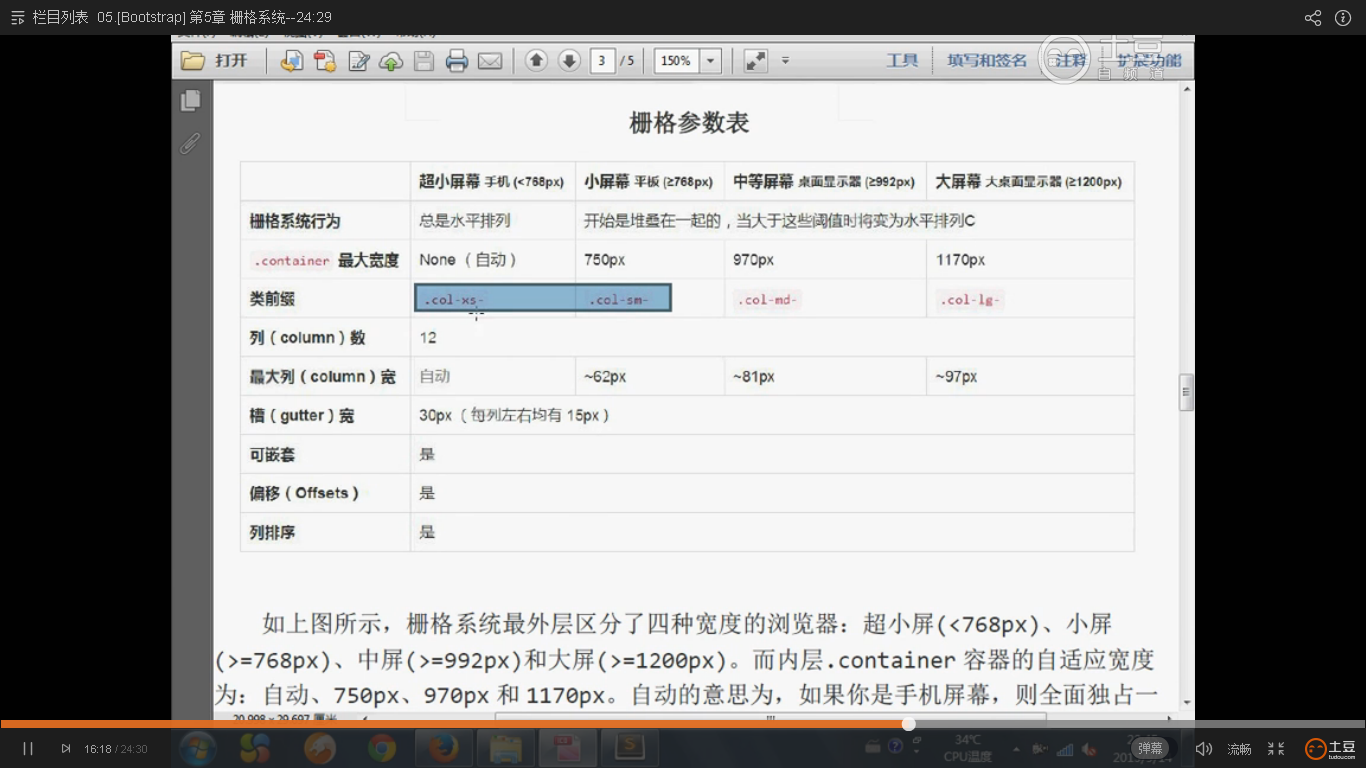 栏目列表 05.[Bootstrap] 第5章 栅格系统--24:29
打开 3 / 5 150% 工具 填写和签名 注释 扩展功能
土豆
自频道
栅格参数表
超小屏幕 手机 (<768px) 小屏幕 平板 (≥768px) 中等屏幕 桌面显示器 (≥992px) 大屏幕 大桌面显示器 (≥1200px)
栅格系统行为 总是水平排列 开始是堆叠在一起的，当大于这些阈值时将变为水平排列C
.container 最大宽度 None （自动） 750px 970px 1170px
类前缀 .col-xs- .col-sm- .col-md- .col-lg-
列（column）数 12
最大列（column）宽 自动 ~62px ~81px ~97px
槽（gutter）宽 30px （每列左右均有 15px）
可嵌套 是
偏移（Offsets） 是
列排序 是
如上图所示，栅格系统最外层区分了四种宽度的浏览器：超小屏(<768px)、小屏
(>=768px)、中屏(>=992px)和大屏(>=1200px)。而内层.container 容器的自适应宽度
为：自动、750px、970px 和 1170px。自动的意思为，如果你是手机屏幕，则全面独占一
20.998 x 29.697 厘米
16:18 / 24:30 34℃ 弹幕 流畅 土豆
CPU温度 tudou.com